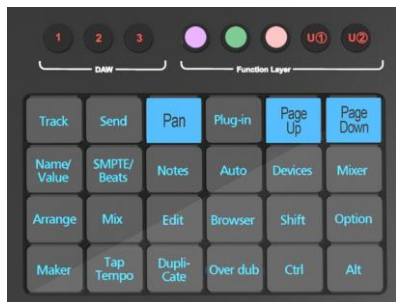 1 2 3 U① U②
DAW Function Layer
Track Send Pan Plug-in Page Up Page Down
Name/ Value SMPTE/ Beats Notes Auto Devices Mixer
Arrange Mix Edit Browser Shift Option
Maker Tap Tempo Dupli- Cate Over dub Ctrl Alt